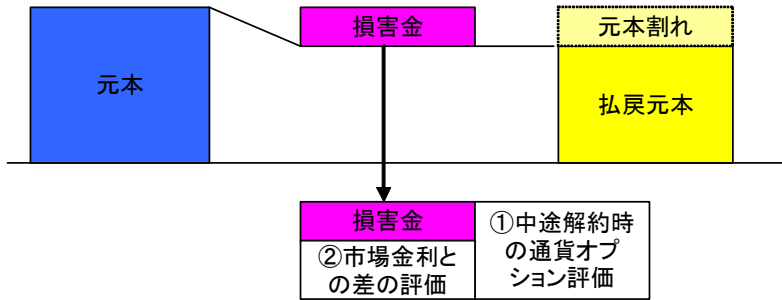 元本
損害金
元本割れ
払戻元本
損害金
②市場金利と
の差の評価
①中途解約時
の通貨オプ
ション評価